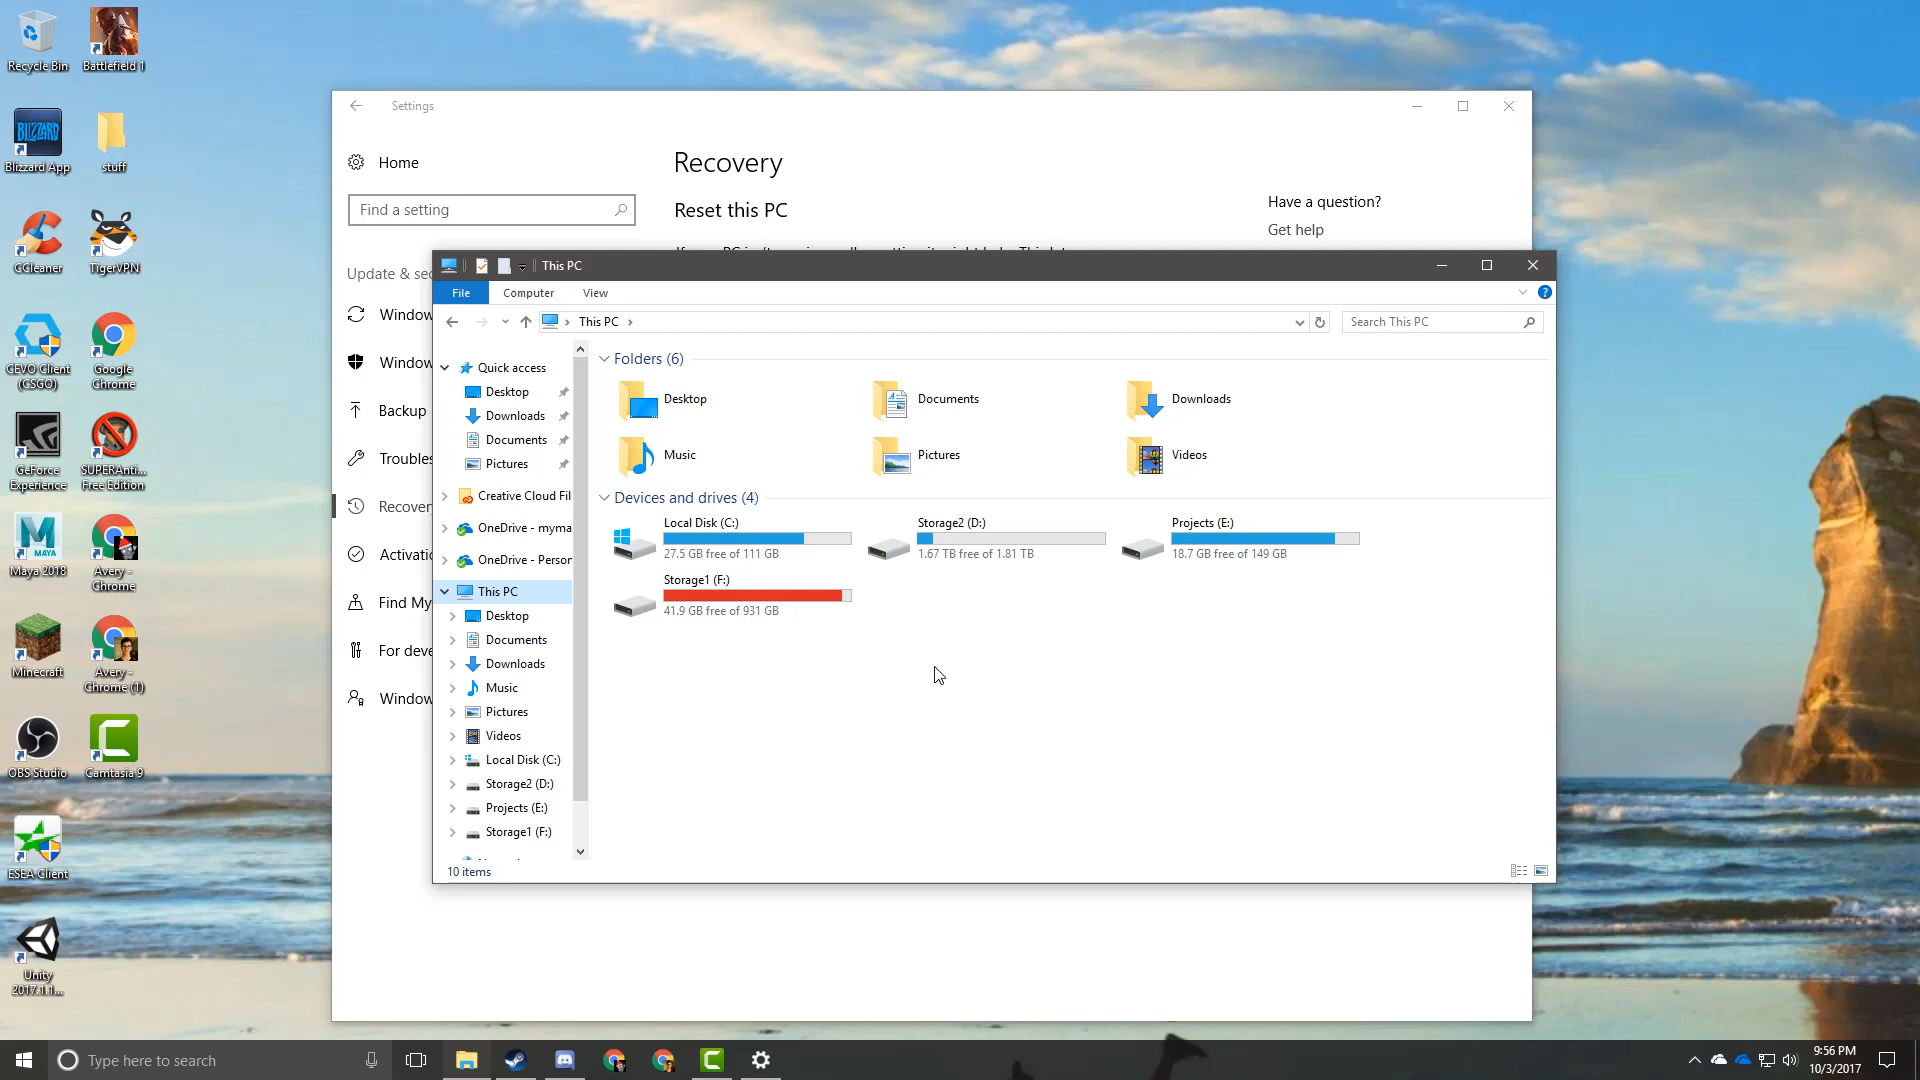 Recycle Bin
Battlefield 1
Blizzard App
stuff
CCleaner
TigerVPN
CEVO Client
(CSGO)
Google
Chrome
GeForce
Experience
SUPERAnti...
Free Edition
Maya 2018
Avery -
Chrome
Minecraft
Avery -
Chrome (1)
OBS Studio
Camtasia 9
ESEA Client
Unity
2017.1.1...
BLIZZARD
MAYA
Settings
Home
Find a setting
Update & sec
Window
Window
Backup
Troubles
Recover
Activatio
Find My
For deve
Window
Recovery
Reset this PC
Have a question?
Get help
This PC
File
Computer
View
This PC
Search This PC
Quick access
Desktop
Downloads
Documents
Pictures
Creative Cloud Fil
OneDrive - myma
OneDrive - Person
This PC
Desktop
Documents
Downloads
Music
Pictures
Videos
Local Disk (C:)
Storage2 (D:)
Projects (E:)
Storage1 (F:)
Folders (6)
Desktop
Documents
Downloads
Music
Pictures
Videos
Devices and drives (4)
Local Disk (C:)
27.5 GB free of 111 GB
Storage2 (D:)
1.67 TB free of 1.81 TB
Projects (E:)
18.7 GB free of 149 GB
Storage1 (F:)
41.9 GB free of 931 GB
10 items
Type here to search
9:56 PM
10/3/2017